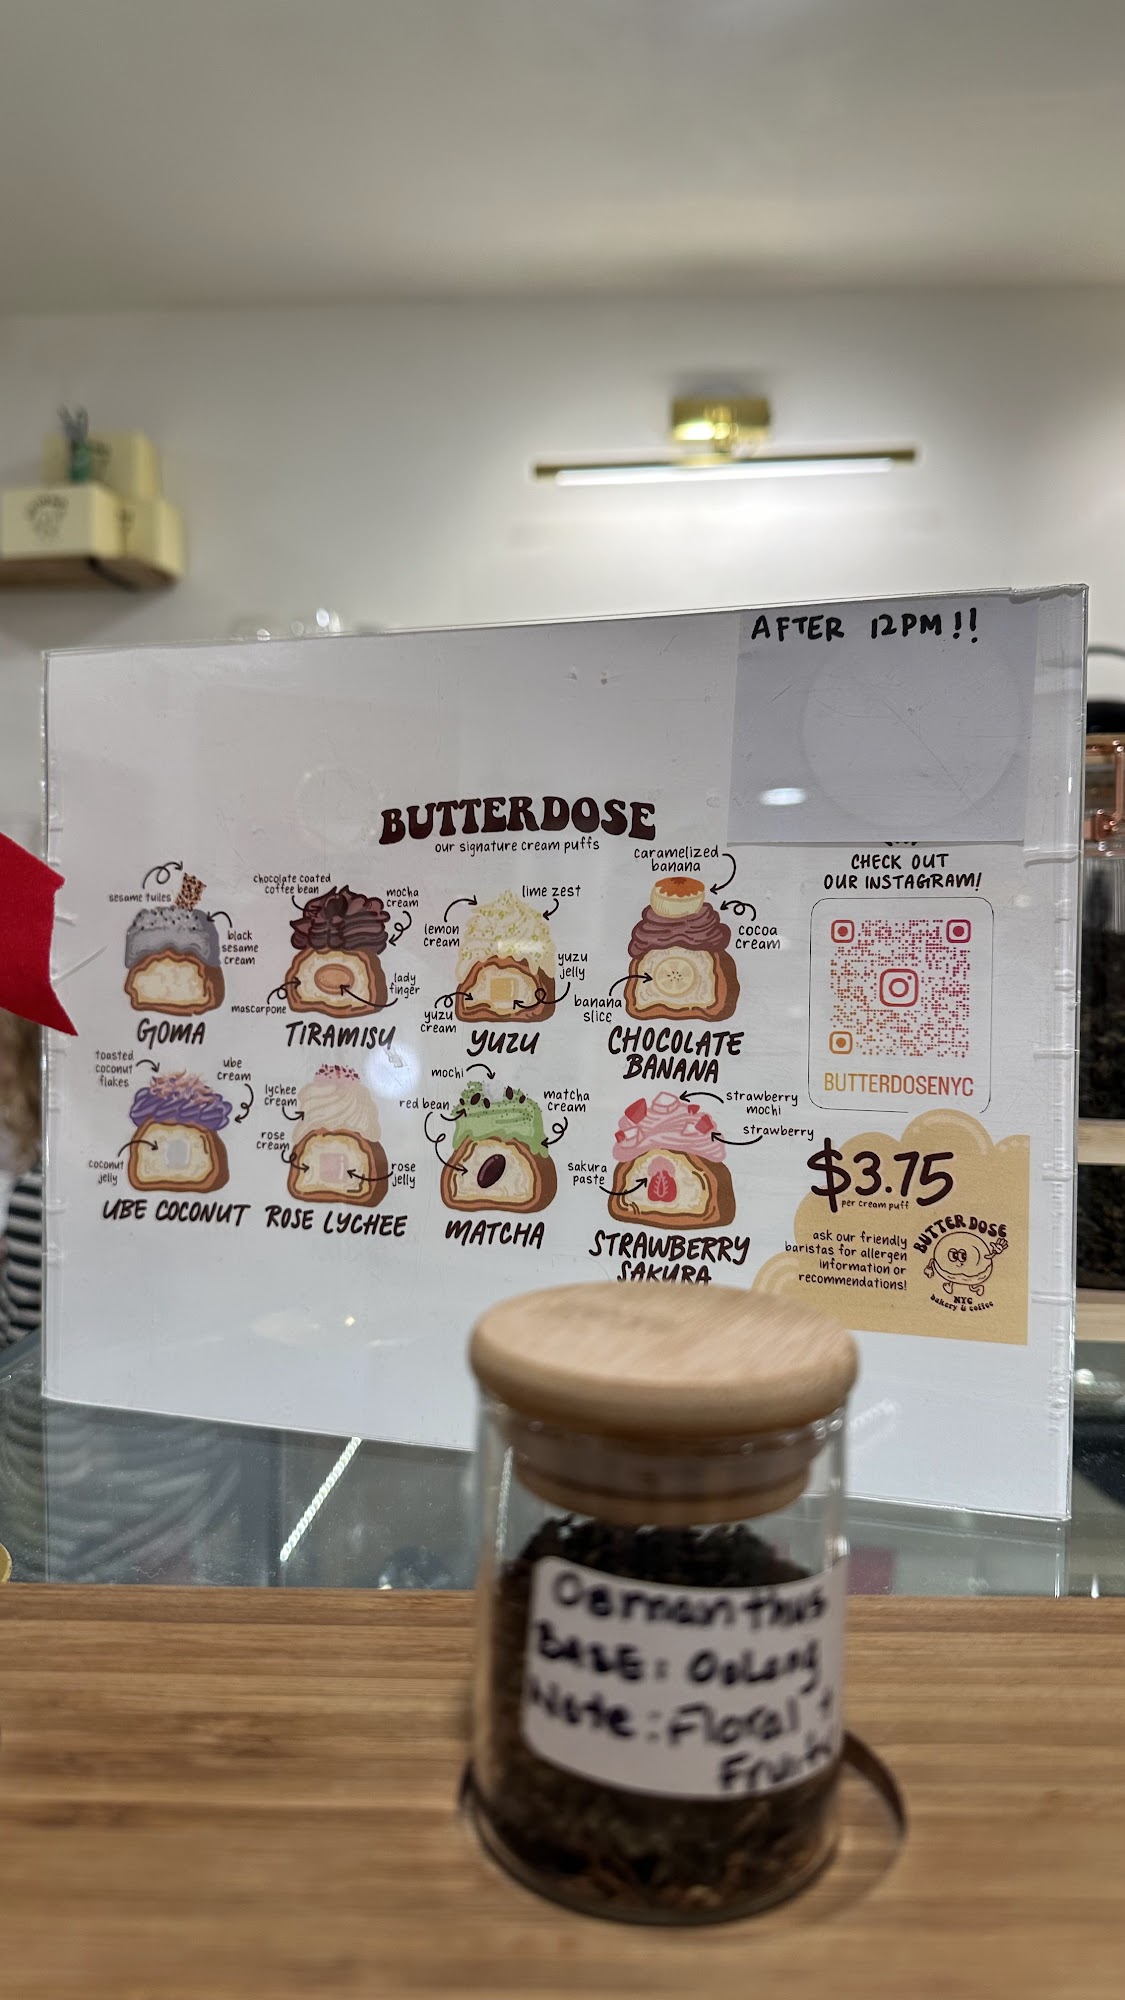 AFTER 12PM!!
BUTTERDOSE
our signature cream puffs
sesame tuiles
black
sesame
cream
GOMA
chocolate coated
coffee bean
mocha
cream
mascarpone
lady
finger
TIRAMISU
lemon
cream
lime zest
yuzu
jelly
yuzu
cream
YUZU
caramelized
banana
cocoa
cream
banana
slice
CHOCOLATE
BANANA
toasted
coconut
flakes
ube
cream
coconut
jelly
UBE COCONUT
lychee
cream
rose
cream
rose
jelly
ROSE LYCHEE
mochi
red bean
matcha
cream
MATCHA
strawberry
mochi
strawberry
sakura
paste
STRAWBERRY
SAKURA
CHECK OUT
OUR INSTAGRAM!
BUTTERDOSENYC
$3.75
per cream puff
ask our friendly
baristas for allergen
information or
recommendations!
BUTTER DOSE
NYC
bakery & coffee
Osmanthus
BASE: Oolong
Note: Floral +